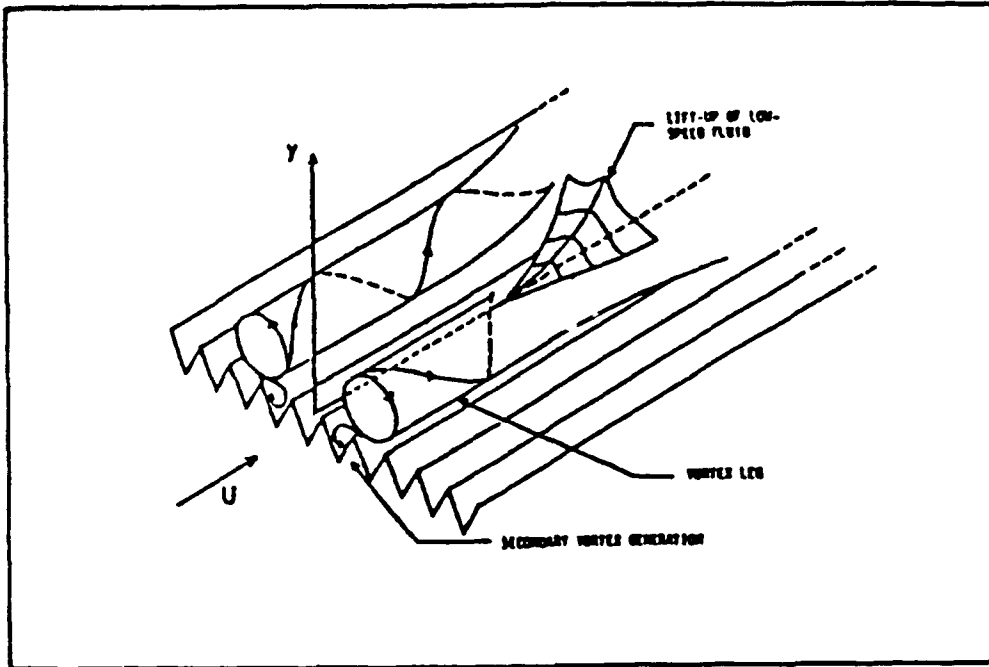 LIFT-UP OF LOW-
SPEED FLUID
Y
VORTEX LEG
U
SECONDARY VORTEX GENERATION